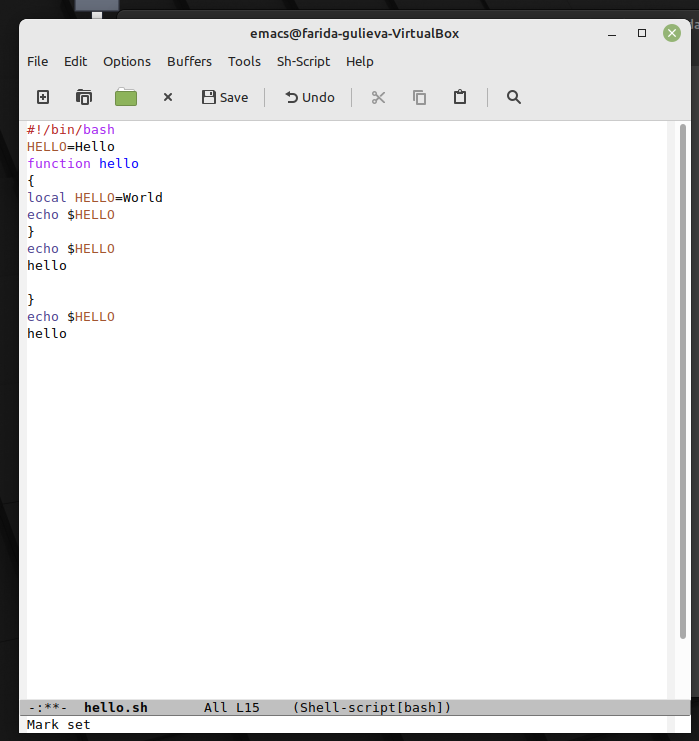 emacs@farida-gulieva-VirtualBox
File Edit Options Buffers Tools Sh-Script Help
Save Undo
#!/bin/bash
HELLO=Hello
function hello
{
local HELLO=World
echo $HELLO
}
echo $HELLO
hello

}
echo $HELLO
hello
-:**- hello.sh All L15 (Shell-script[bash])
Mark set